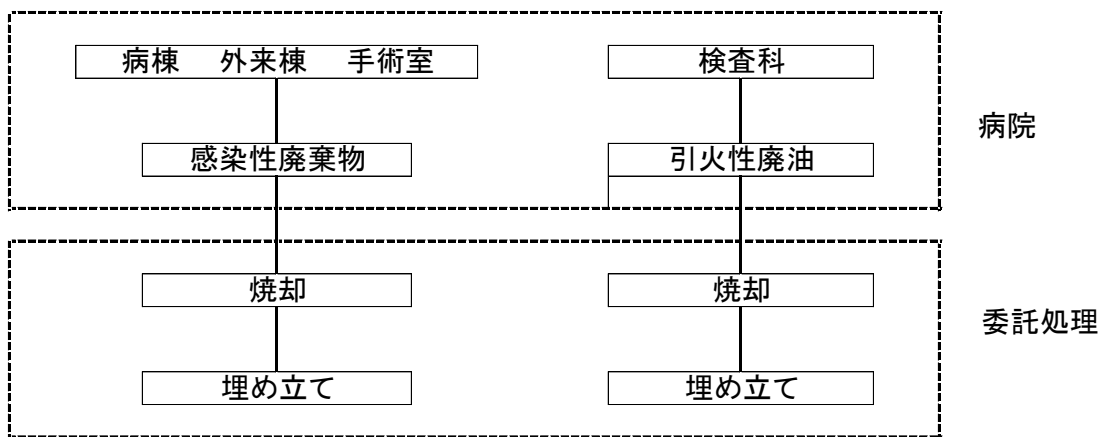 病棟 外来棟 手術室
検査科
病院
感染性廃棄物
引火性廃油
焼却
焼却
委託処理
埋め立て
埋め立て